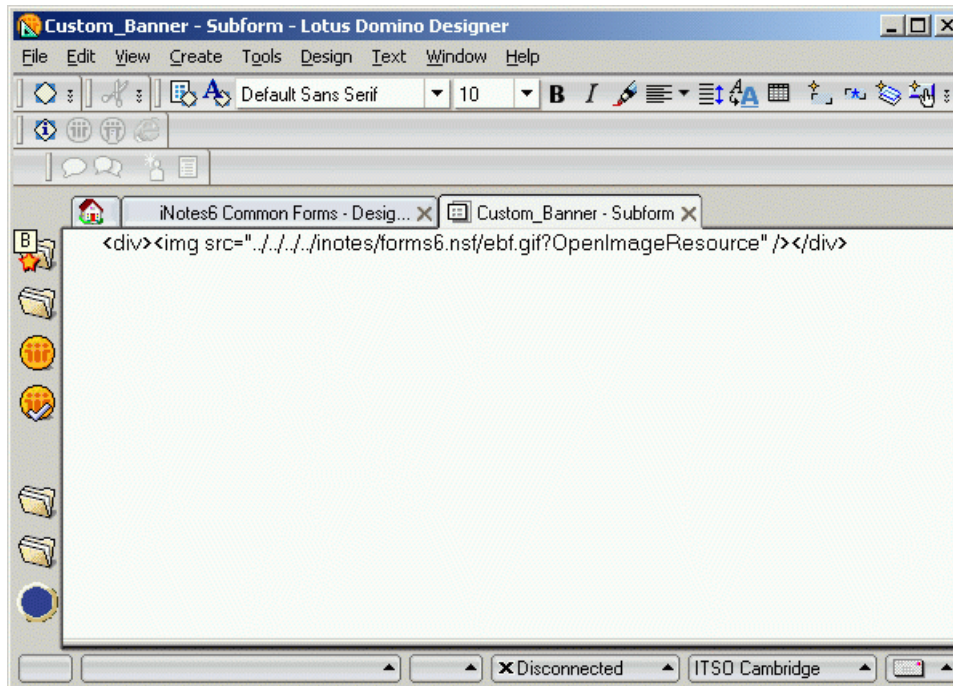 Custom_Banner - Subform - Lotus Domino Designer
File Edit View Create Tools Design Text Window Help
Default Sans Serif 10 B I
iNotes6 Common Forms - Desig... Custom_Banner - Subform
B
<div><img src="../../../../inotes/forms6.nsf/ebf.gif?OpenImageResource" /></div>
Disconnected ITSO Cambridge